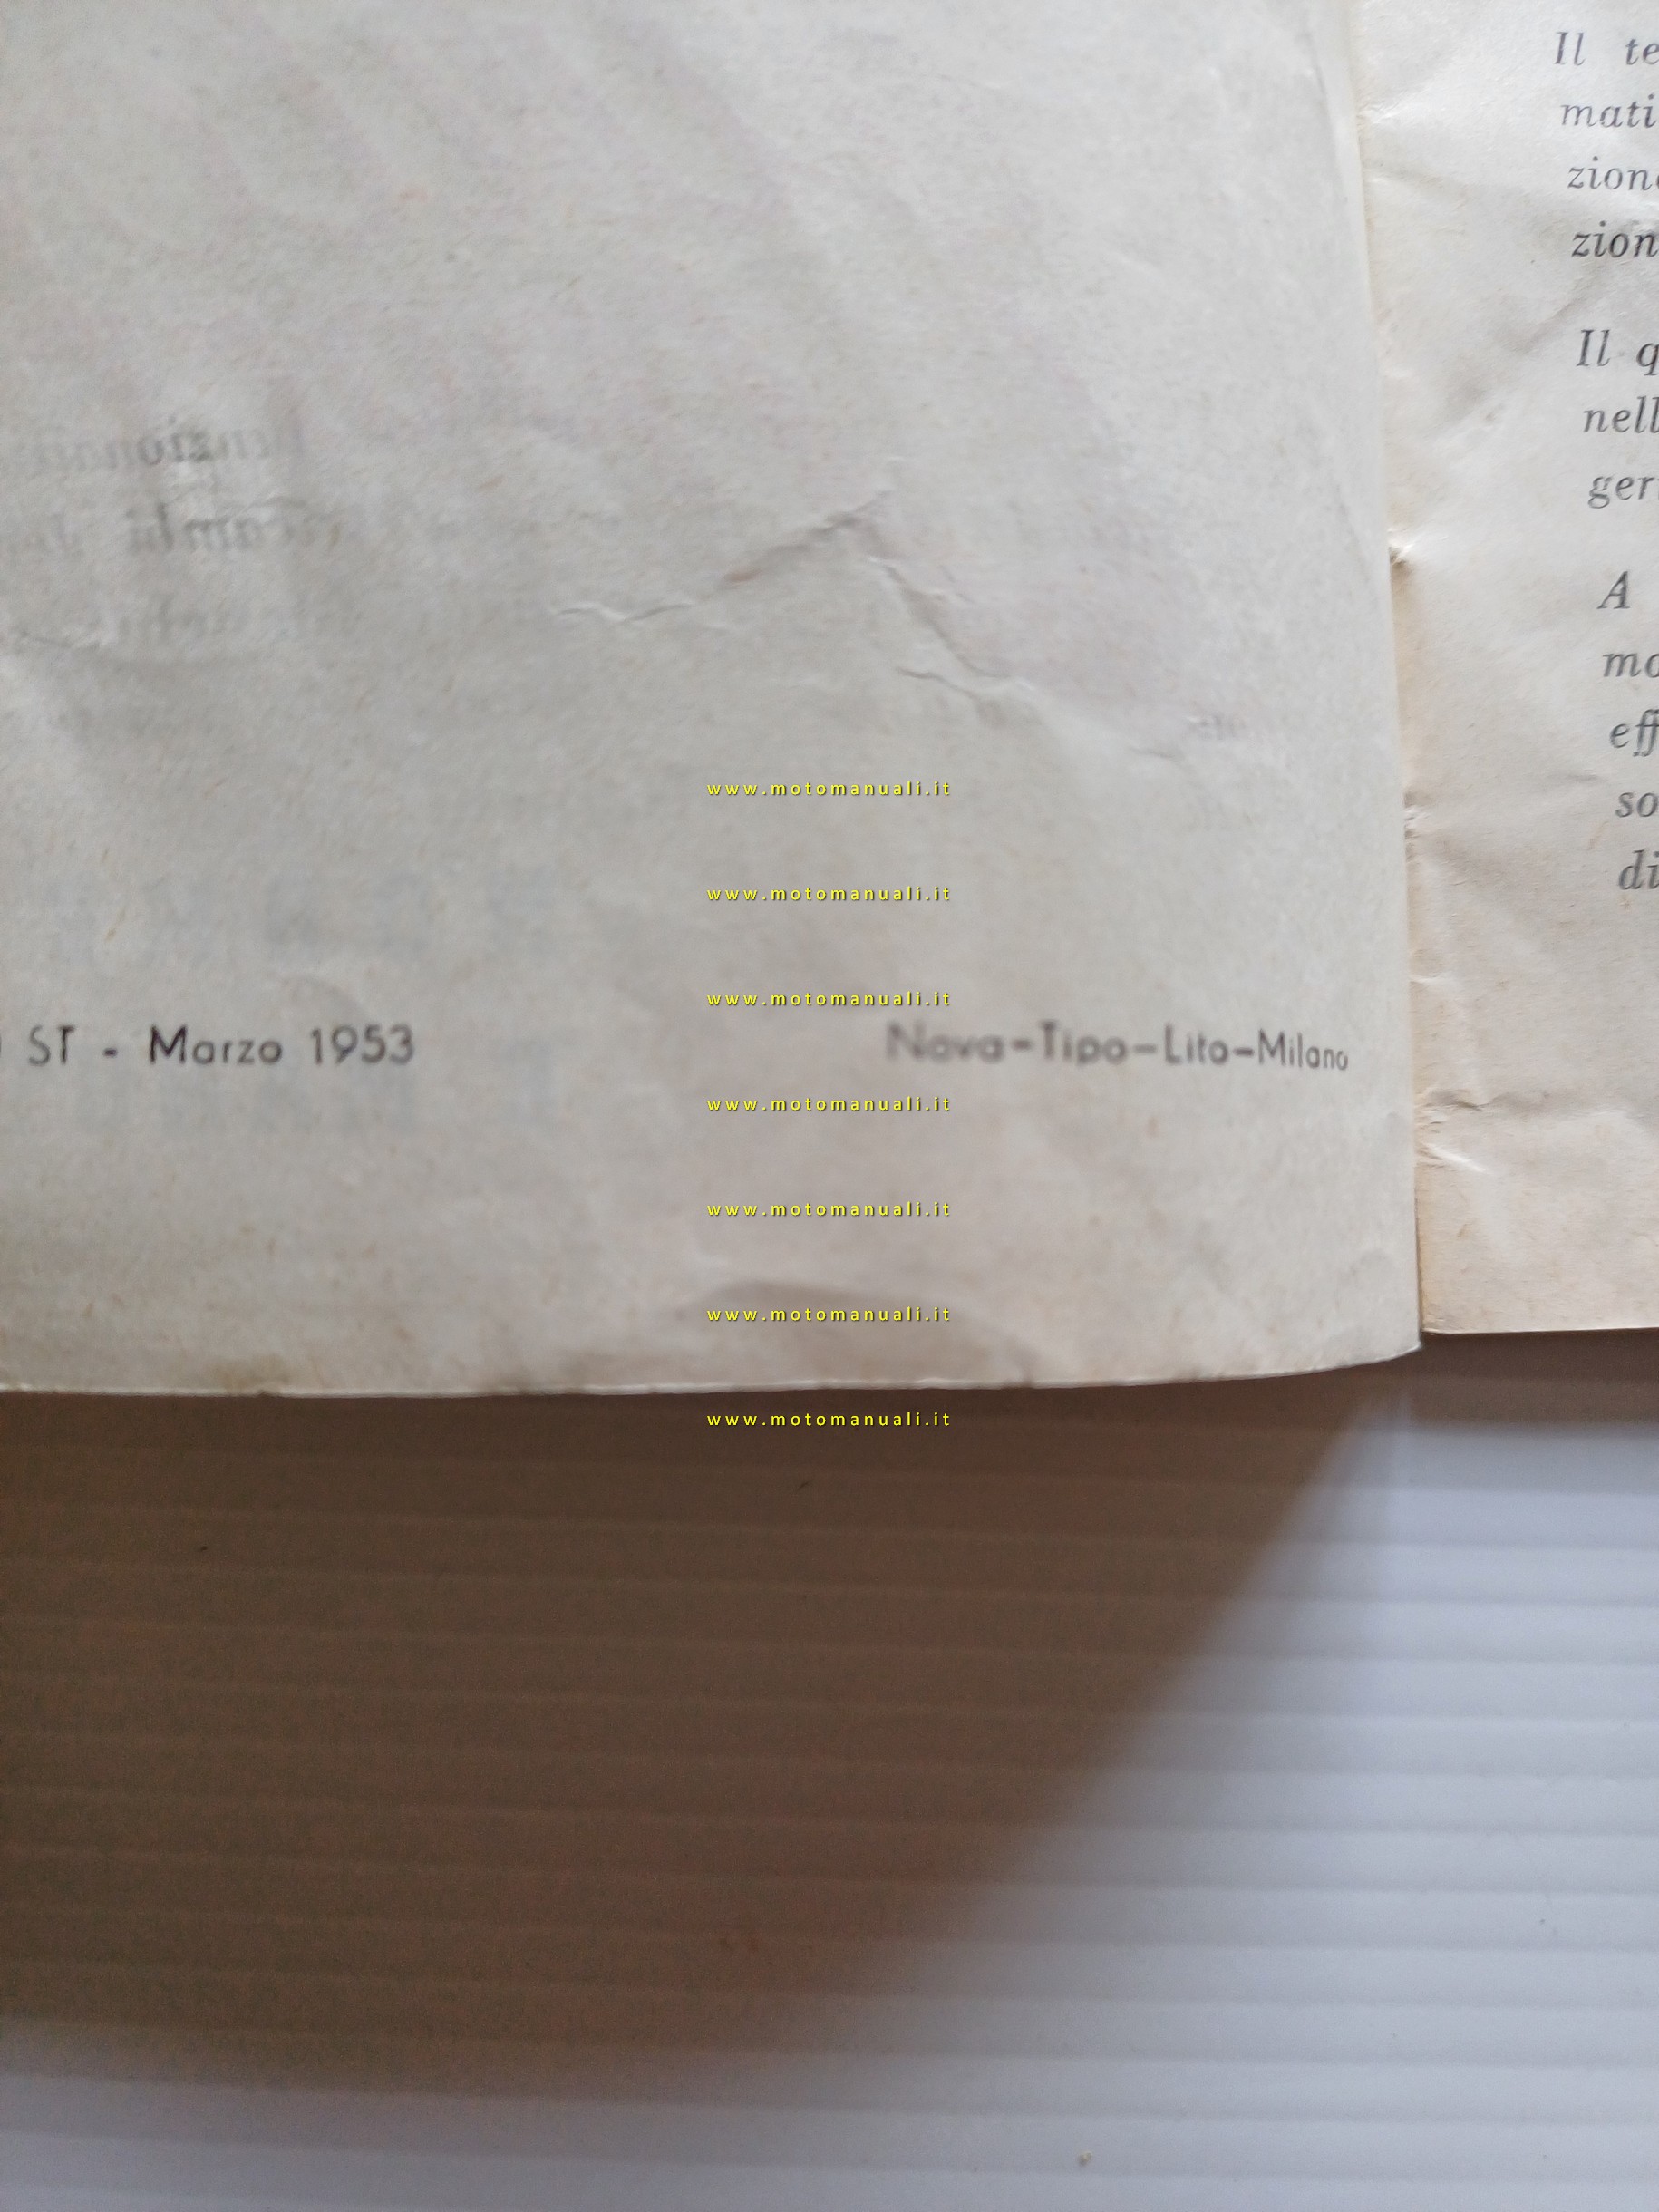 ST - Marzo 1953
Nova-Tipo-Lito-Milano
Il te
mati
zion
zion
Il q
nell
ger
A
mo
eff
so
di
www.motomanuali.it
www.motomanuali.it
www.motomanuali.it
www.motomanuali.it
www.motomanuali.it
www.motomanuali.it
www.motomanuali.it